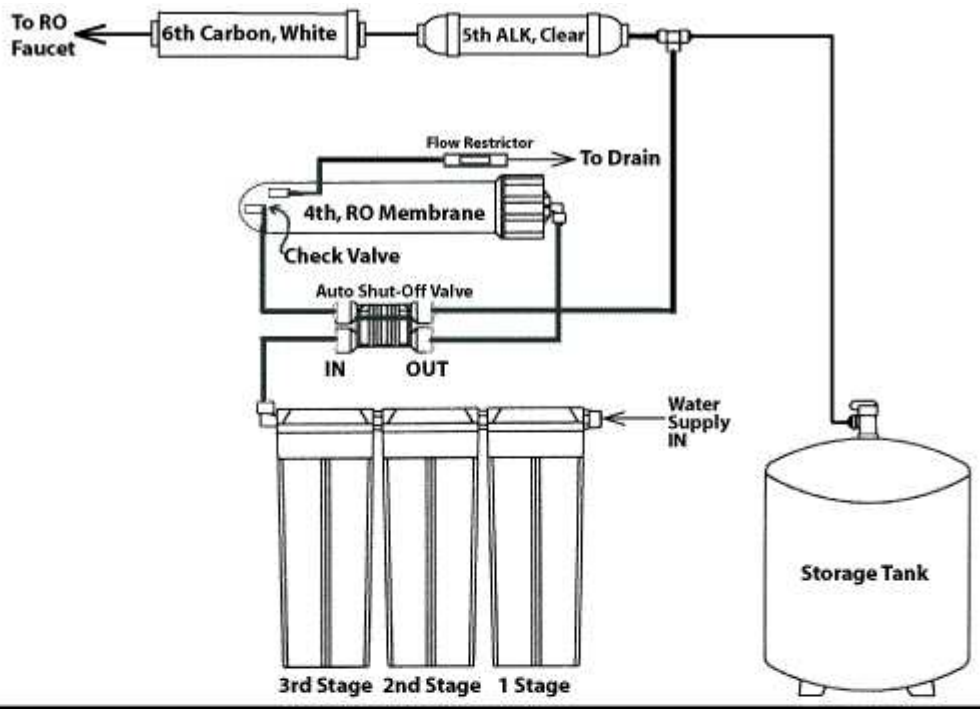 To RO
Faucet
6th Carbon, White
5th ALK, Clear
Flow Restrictor
To Drain
4th, RO Membrane
Check Valve
Auto Shut-Off Valve
IN
OUT
Water
Supply
IN
Storage Tank
3rd Stage
2nd Stage
1 Stage